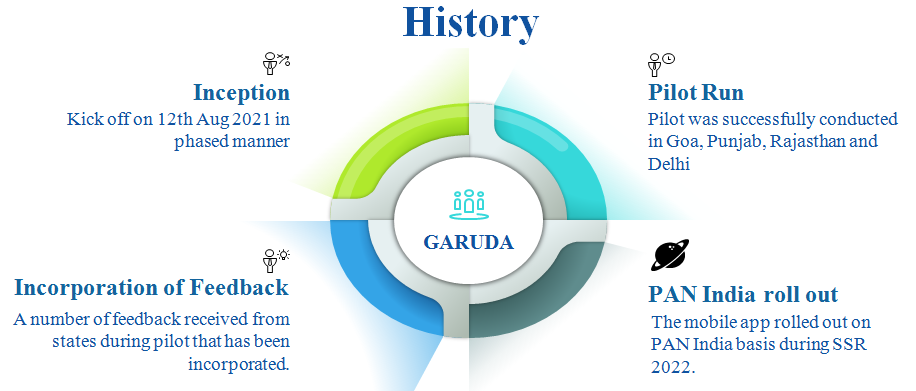 History
Inception
Kick off on 12th Aug 2021 in
phased manner
Pilot Run
Pilot was successfully conducted
in Goa, Punjab, Rajasthan and
Delhi
GARUDA
Incorporation of Feedback
A number of feedback received from
states during pilot that has been
incorporated.
PAN India roll out
The mobile app rolled out on
PAN India basis during SSR
2022.